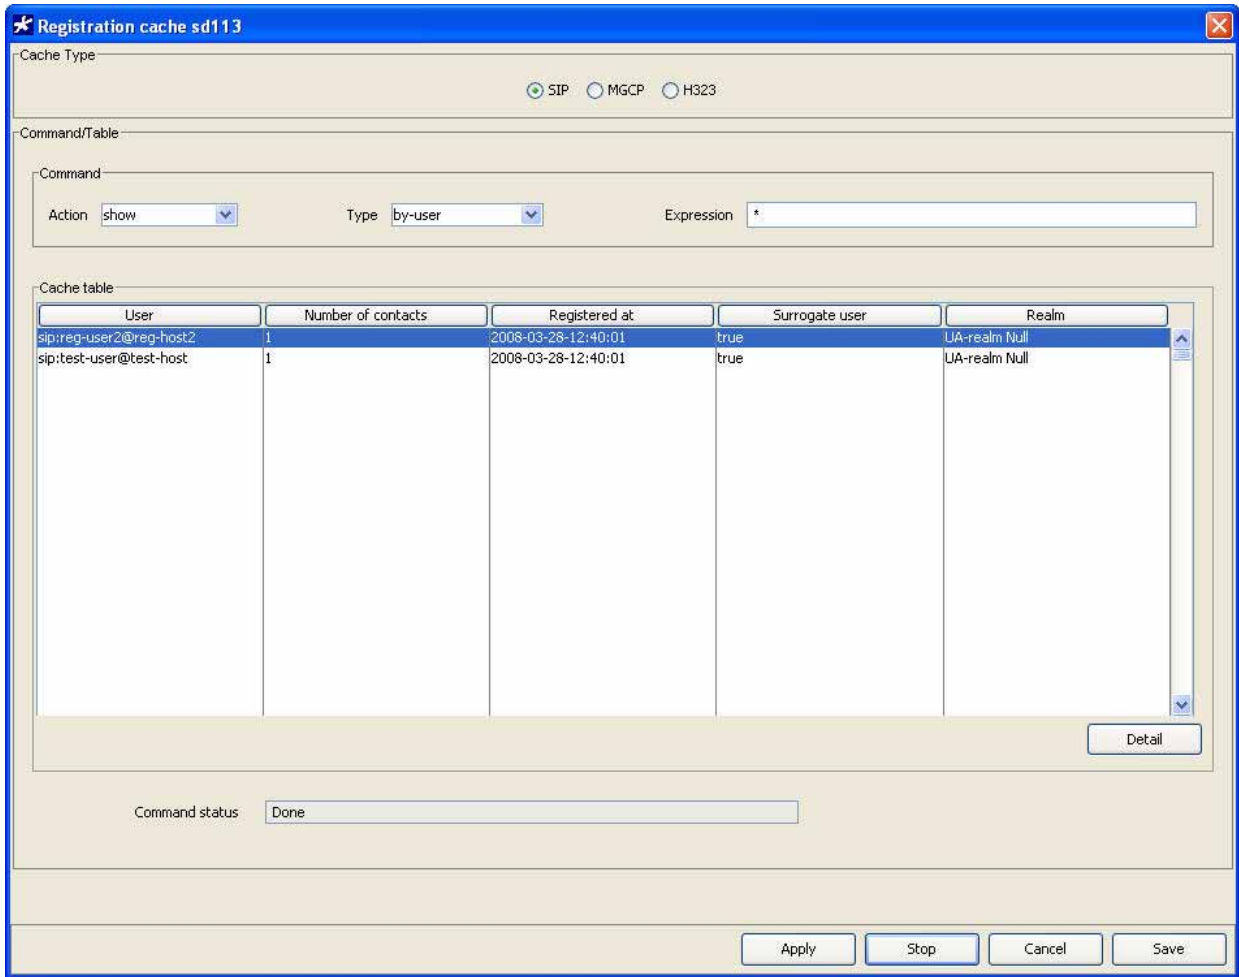 Registration cache sd113
Cache Type
SIP MGCP H323
Command/Table
Command
Action show Type by-user Expression *
Cache table
User Number of contacts Registered at Surrogate user Realm
sip:reg-user2@reg-host2 1 2008-03-28-12:40:01 true UA-realm Null
sip:test-user@test-host 1 2008-03-28-12:40:01 true UA-realm Null
Detail
Command status Done
Apply Stop Cancel Save